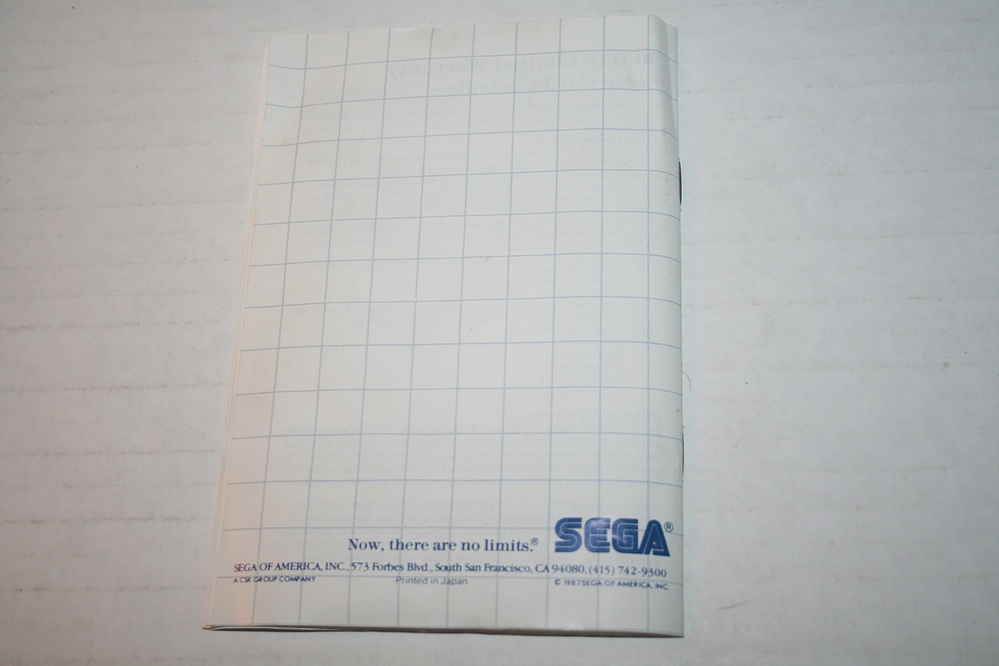 Now, there are no limits.® SEGA®
SEGA OF AMERICA, INC., 573 Forbes Blvd., South San Francisco, CA 94080, (415) 742-9300
A CSK GROUP COMPANY Printed in Japan © 1987 SEGA OF AMERICA, INC.